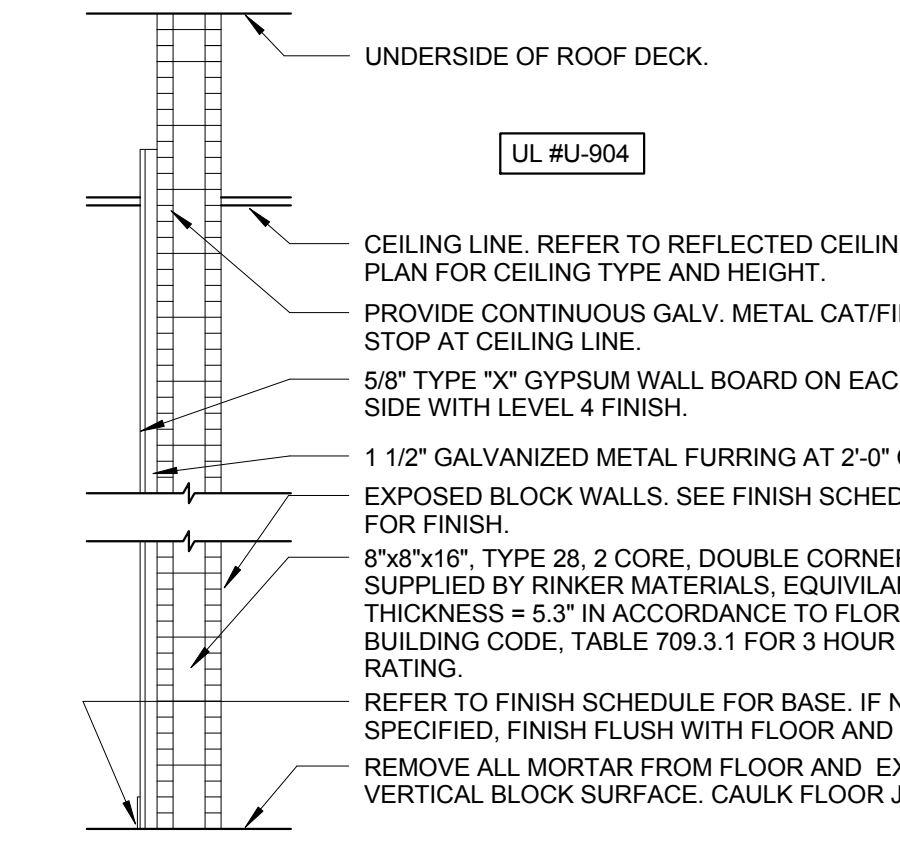 UNDERSIDE OF ROOF DECK.
UL #U-904
CEILING LINE. REFER TO REFLECTED CEILIN
PLAN FOR CEILING TYPE AND HEIGHT.
PROVIDE CONTINUOUS GALV. METAL CAT/FI
STOP AT CEILING LINE.
5/8" TYPE "X" GYPSUM WALL BOARD ON EAC
SIDE WITH LEVEL 4 FINISH.
1 1/2" GALVANIZED METAL FURRING AT 2'-0"
EXPOSED BLOCK WALLS. SEE FINISH SCHED
FOR FINISH.
8"x8"x16", TYPE 28, 2 CORE, DOUBLE CORNE
SUPPLIED BY RINKER MATERIALS, EQUIVILA
THICKNESS = 5.3" IN ACCORDANCE TO FLOR
BUILDING CODE, TABLE 709.3.1 FOR 3 HOUR
RATING.
REFER TO FINISH SCHEDULE FOR BASE. IF N
SPECIFIED, FINISH FLUSH WITH FLOOR AND
REMOVE ALL MORTAR FROM FLOOR AND EX
VERTICAL BLOCK SURFACE. CAULK FLOOR J